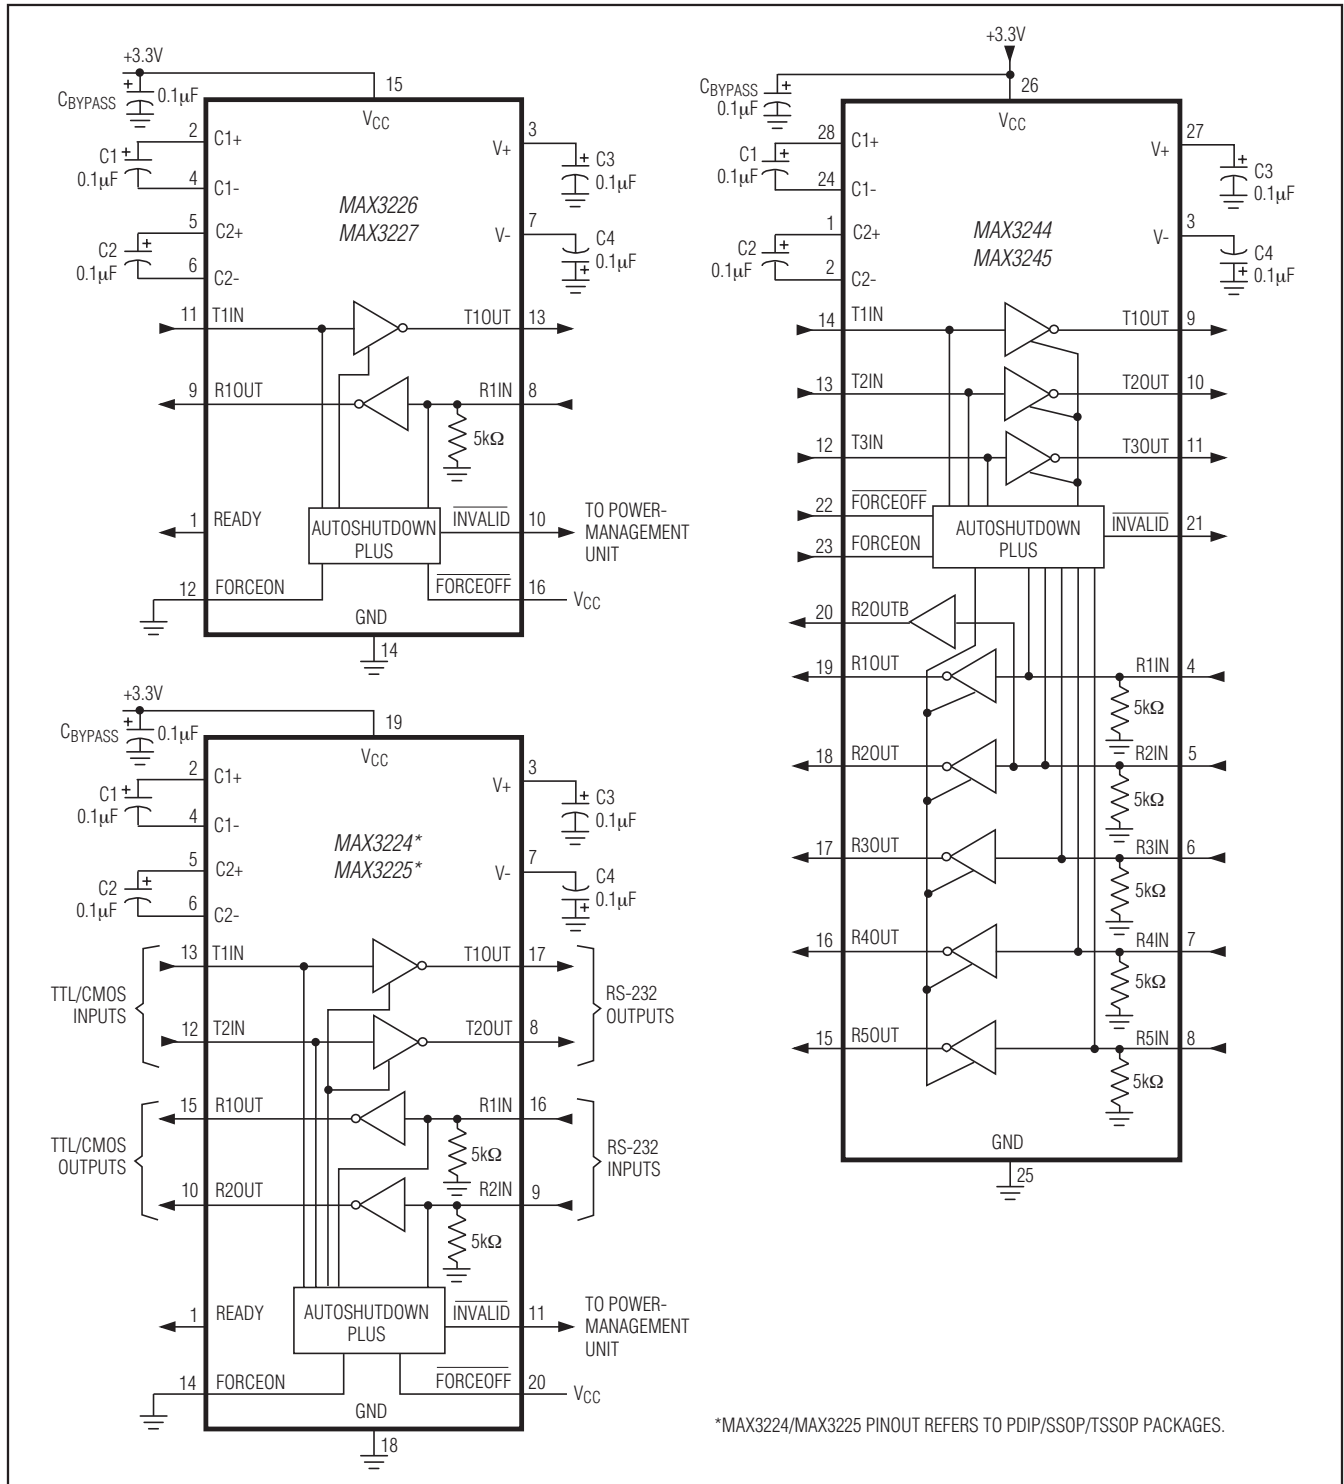 +3.3V
CBYPASS
0.1µF
15
VCC
2
C1+
C1
0.1µF
4
C1-
5
C2+
C2
0.1µF
6
C2-
MAX3226
MAX3227
3
V+
C3
0.1µF
7
V-
C4
0.1µF
11
T1IN
T1OUT
13
9
R1OUT
R1IN
8
5kΩ
1
READY
AUTOSHUTDOWN
PLUS
INVALID
10
TO POWER-
MANAGEMENT
UNIT
12
FORCEON
FORCEOFF
16
VCC
GND
14
+3.3V
CBYPASS
0.1µF
19
VCC
2
C1+
C1
0.1µF
4
C1-
5
C2+
C2
0.1µF
6
C2-
MAX3224*
MAX3225*
3
V+
C3
0.1µF
7
V-
C4
0.1µF
TTL/CMOS
INPUTS
13
T1IN
T1OUT
17
12
T2IN
T2OUT
8
RS-232
OUTPUTS
TTL/CMOS
OUTPUTS
15
R1OUT
R1IN
16
5kΩ
10
R2OUT
R2IN
9
5kΩ
RS-232
INPUTS
1
READY
AUTOSHUTDOWN
PLUS
INVALID
11
TO POWER-
MANAGEMENT
UNIT
14
FORCEON
FORCEOFF
20
VCC
GND
18
+3.3V
CBYPASS
0.1µF
26
VCC
28
C1+
C1
0.1µF
24
C1-
1
C2+
C2
0.1µF
2
C2-
MAX3244
MAX3245
27
V+
C3
0.1µF
3
V-
C4
0.1µF
14
T1IN
T1OUT
9
13
T2IN
T2OUT
10
12
T3IN
T3OUT
11
22
FORCEOFF
23
FORCEON
AUTOSHUTDOWN
PLUS
INVALID
21
20
R2OUTB
19
R1OUT
R1IN
4
5kΩ
18
R2OUT
R2IN
5
5kΩ
17
R3OUT
R3IN
6
5kΩ
16
R4OUT
R4IN
7
5kΩ
15
R5OUT
R5IN
8
5kΩ
GND
25
*MAX3224/MAX3225 PINOUT REFERS TO PDIP/SSOP/TSSOP PACKAGES.